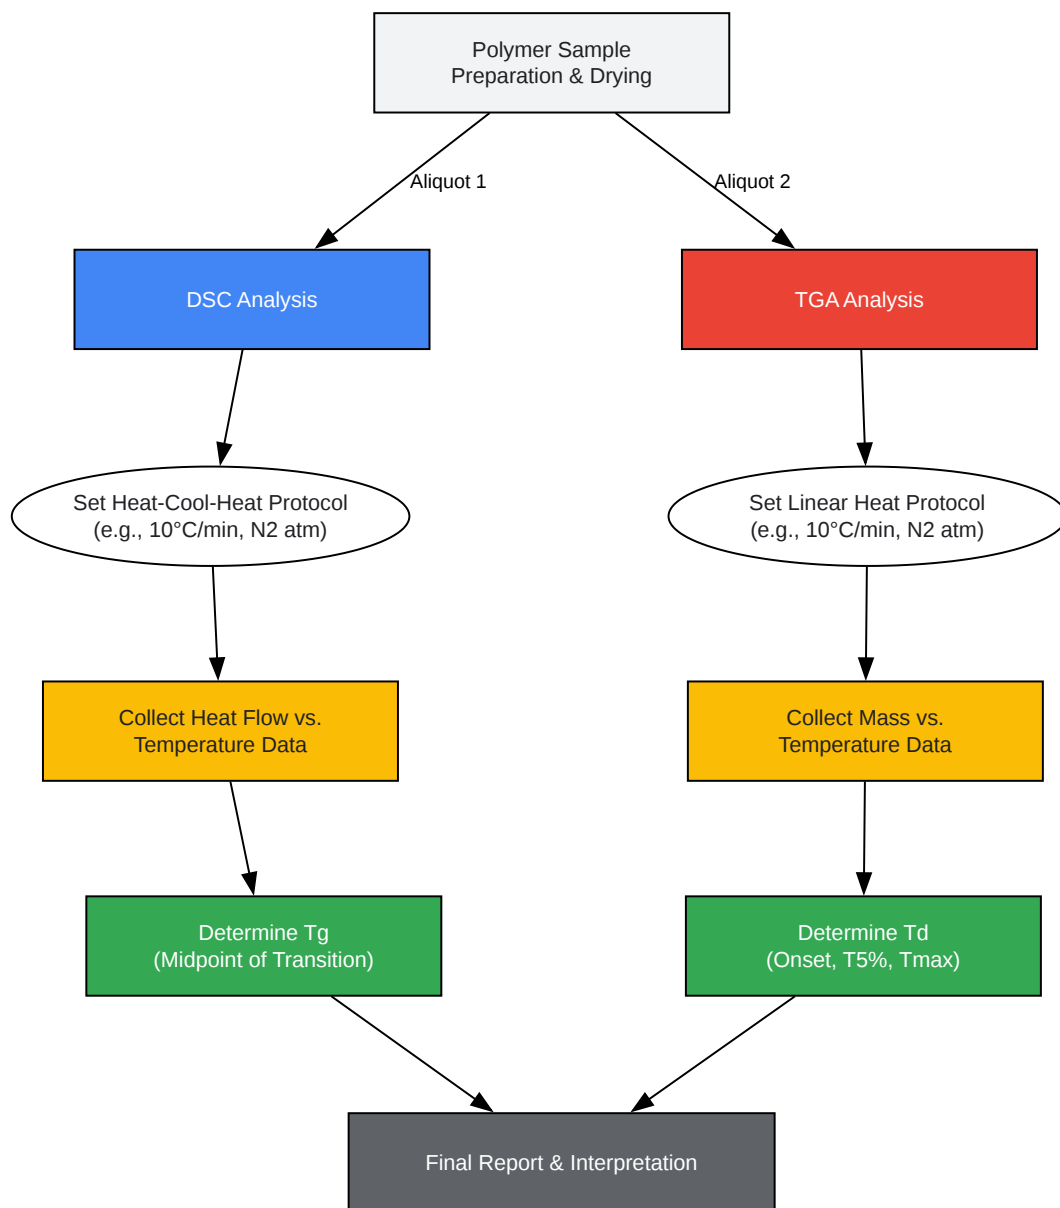 Polymer Sample
Preparation & Drying
Aliquot 1
Aliquot 2
DSC Analysis
TGA Analysis
Set Heat-Cool-Heat Protocol
(e.g., 10°C/min, N2 atm)
Set Linear Heat Protocol
(e.g., 10°C/min, N2 atm)
Collect Heat Flow vs.
Temperature Data
Collect Mass vs.
Temperature Data
Determine Tg
(Midpoint of Transition)
Determine Td
(Onset, T5%, Tmax)
Final Report & Interpretation